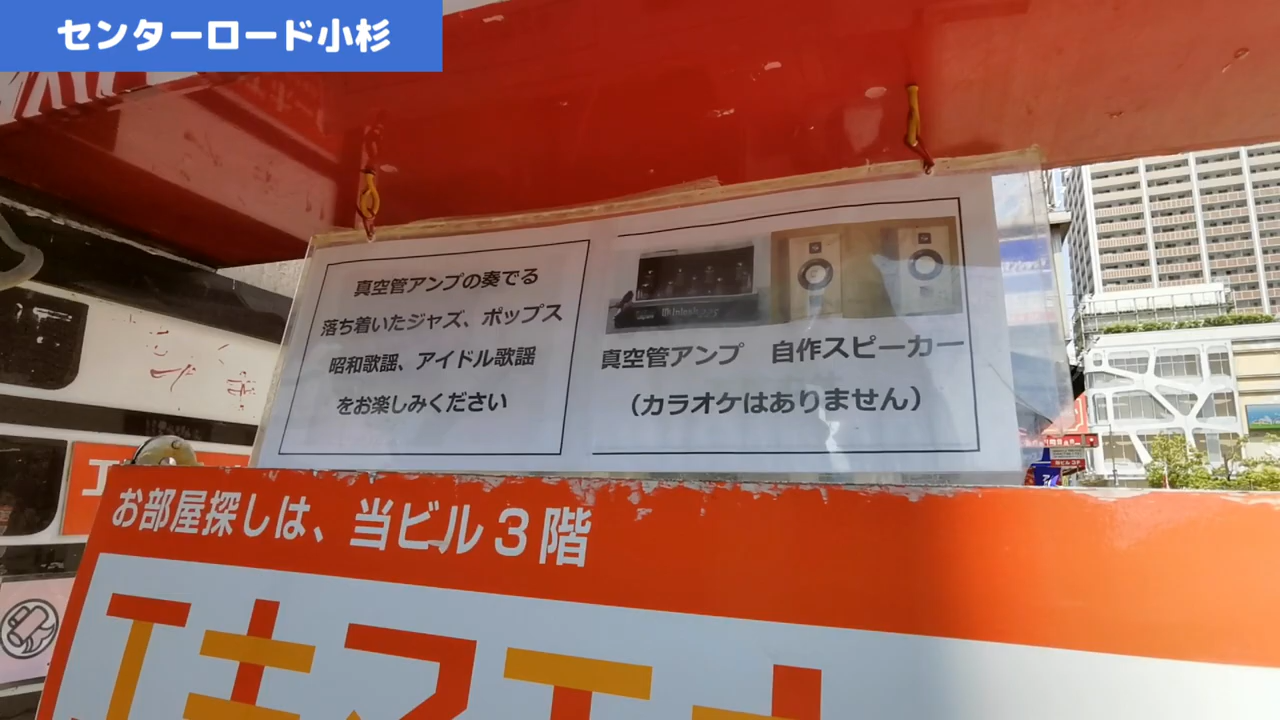 センターロード小杉
真空管アンプの奏でる
落ち着いたジャズ、ポップス
昭和歌謡、アイドル歌謡
をお楽しみください
真空管アンプ　自作スピーカー
（カラオケはありません）
お部屋探しは、当ビル3階